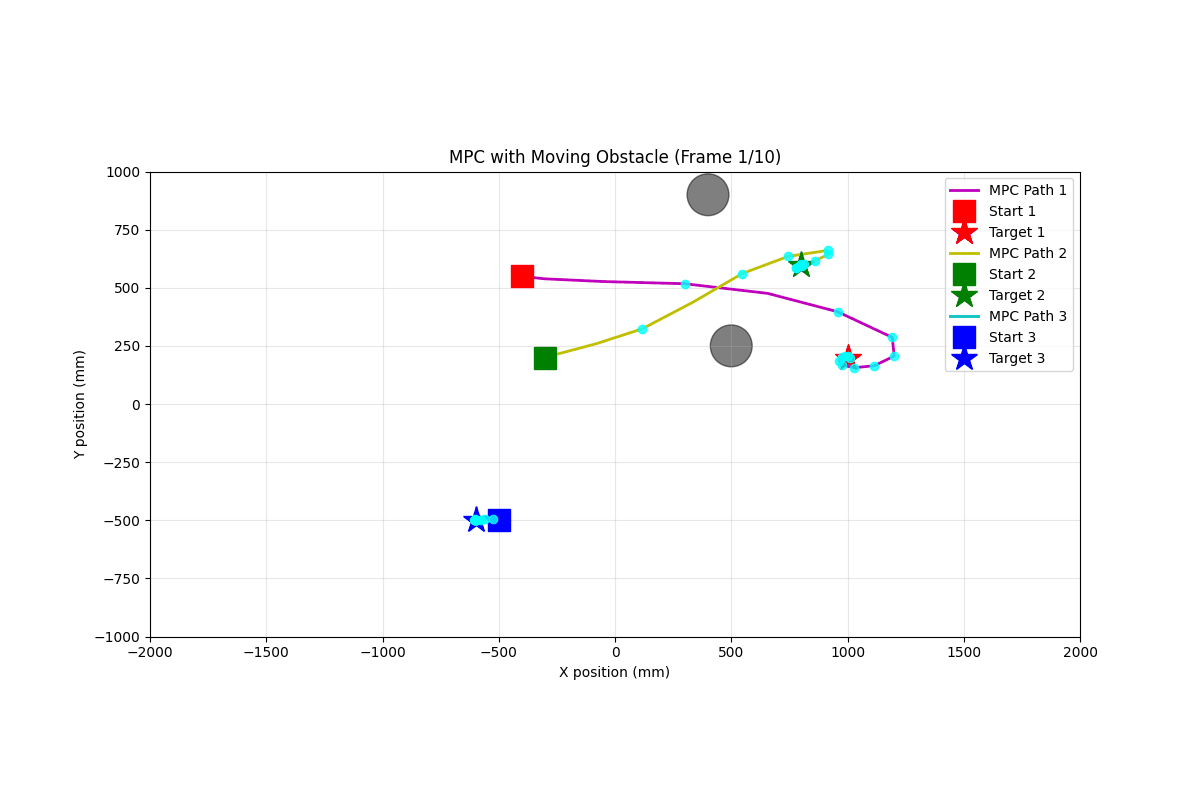 MPC with Moving Obstacle (Frame 1/10)
1000
750
500
250
0
−250
−500
−750
−1000
Y position (mm)
−2000
−1500
−1000
−500
0
500
1000
1500
2000
X position (mm)
MPC Path 1
Start 1
Target 1
MPC Path 2
Start 2
Target 2
MPC Path 3
Start 3
Target 3